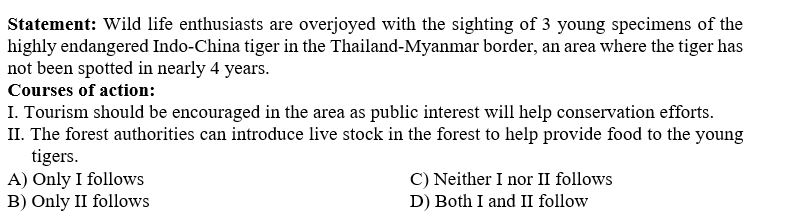 Statement: Wild life enthusiasts are overjoyed with the sighting of 3 young specimens of the
highly endangered Indo-China tiger in the Thailand-Myanmar border, an area where the tiger has
not been spotted in nearly 4 years.
Courses of action:
I. Tourism should be encouraged in the area as public interest will help conservation efforts.
II. The forest authorities can introduce live stock in the forest to help provide food to the young
tigers.
A) Only I follows C) Neither I nor II follows
B) Only II follows D) Both I and II follow